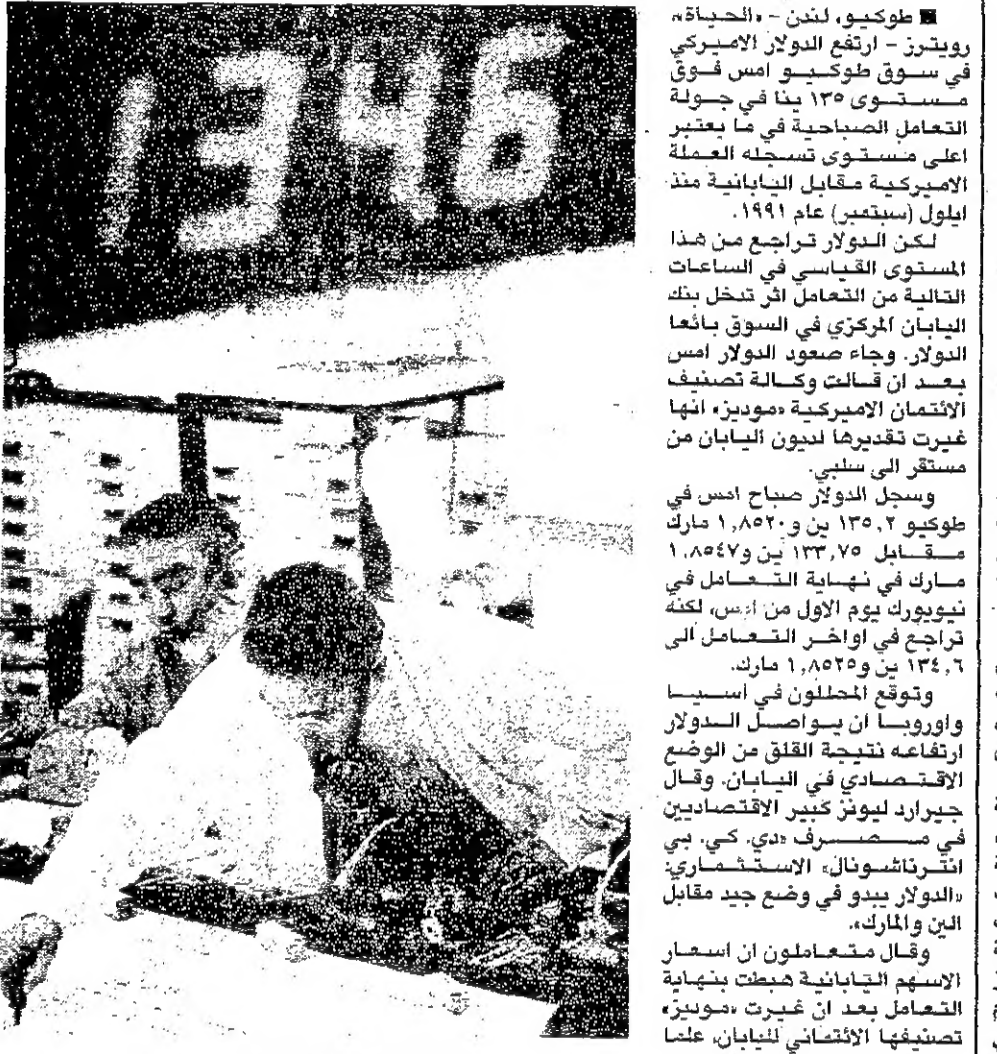 1346
■ طوكيو، لندن - «الحياة»،
رويترز - ارتفع الدولار الاميركي
في سوق طوكيو امس فوق
مستوى ١٣٥ ينا في جولة
التعامل الصباحية في ما يعتبر
اعلى مستوى تسجله العملة
الاميركية مقابل اليابانية منذ
ايلول (سبتمبر) عام ١٩٩١.
لكن الدولار تراجع من هذا
المستوى القياسي في الساعات
التالية من التعامل اثر تدخل بنك
اليابان المركزي في السوق بائعا
الدولار. وجاء صعود الدولار امس
بعد ان قالت وكالة تصنيف
الائتمان الاميركية «موديز» انها
غيرت تقديرها لديون اليابان من
مستقر الى سلبي.
وسجل الدولار صباح امس في
طوكيو ١٣٥,٢ ين و١,٨٥٢٠ مارك
مقابل ١٣٣,٧٥ ين و١,٨٥٤٧
مارك في نهاية التعامل في
نيويورك يوم الاول من امس، لكنه
تراجع في اواخر التعامل الى
١٣٤,٦ ين و١,٨٥٢٥ مارك.
وتوقع المحللون في اسيا
واوروبا ان يواصل الدولار
ارتفاعه نتيجة القلق من الوضع
الاقتصادي في اليابان. وقال
جيرارد ليونز كبير الاقتصاديين
في مصرف «دي. كي. بي
انترناشونال» الاستثماري:
«الدولار يبدو في وضع جيد مقابل
الين والمارك».
وقال متعاملون ان اسعار
الاسهم اليابانية هبطت بنهاية
التعامل بعد ان غيرت «موديز»
تصنيفها الائتماني لليابان، علما